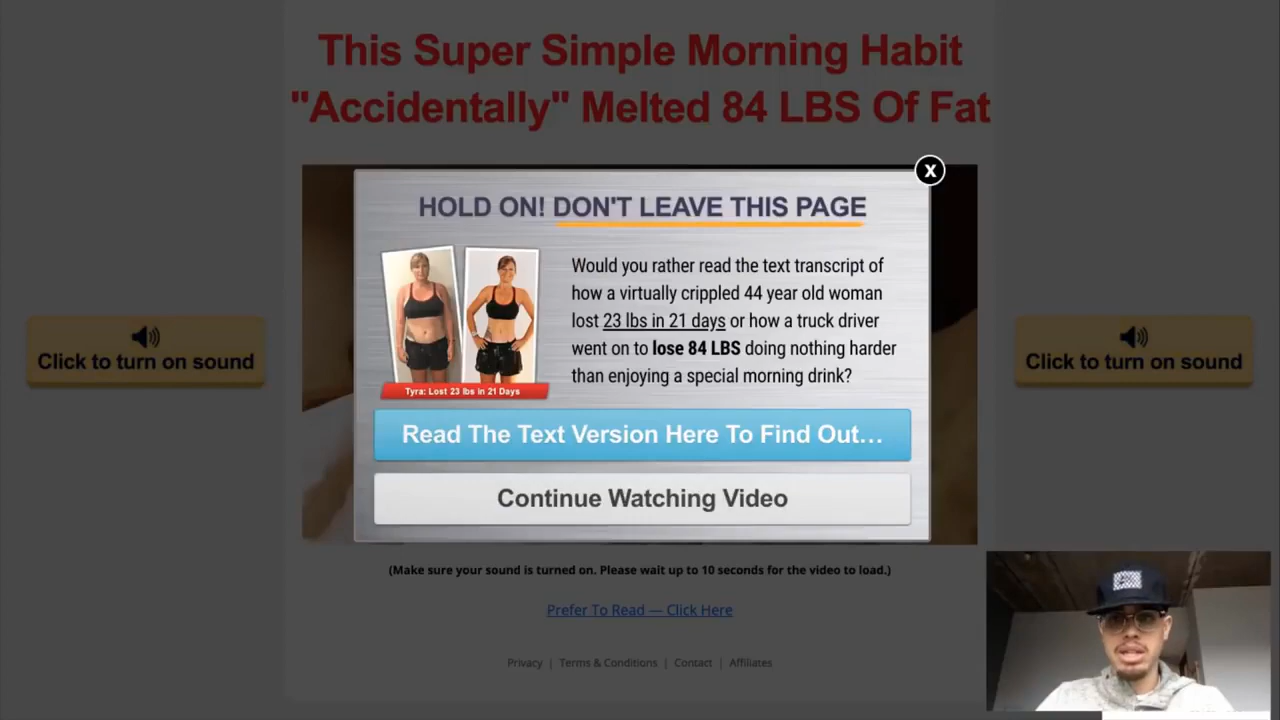 This Super Simple Morning Habit
"Accidentally" Melted 84 LBS Of Fat
X
HOLD ON! DON'T LEAVE THIS PAGE
Would you rather read the text transcript of
how a virtually crippled 44 year old woman
lost 23 lbs in 21 days or how a truck driver
went on to lose 84 LBS doing nothing harder
than enjoying a special morning drink?
Tyra: Lost 23 lbs in 21 Days
Read The Text Version Here To Find Out...
Continue Watching Video
Click to turn on sound
Click to turn on sound
(Make sure your sound is turned on. Please wait up to 10 seconds for the video to load.)
Prefer To Read — Click Here
Privacy | Terms & Conditions | Contact | Affiliates